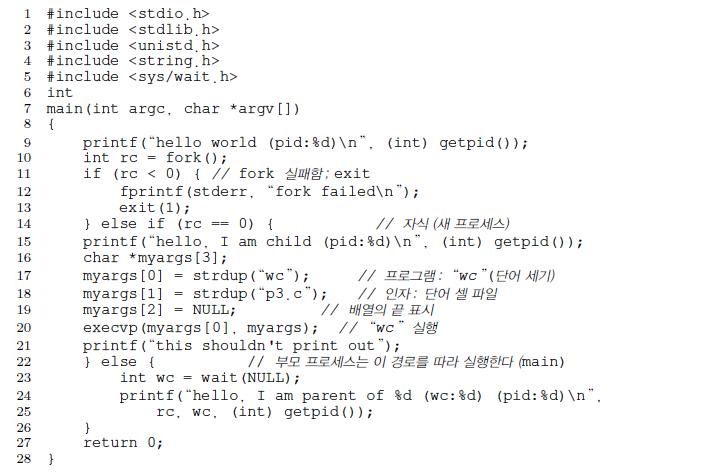 1 #include <stdio.h>
2 #include <stdlib.h>
3 #include <unistd.h>
4 #include <string.h>
5 #include <sys/wait.h>
6 int
7 main(int argc, char *argv[])
8 {
9 printf(“hello world (pid:%d)\n”, (int) getpid());
10 int rc = fork();
11 if (rc < 0) { // fork 실패함; exit
12 fprintf(stderr, “fork failed\n”);
13 exit(1);
14 } else if (rc == 0) { // 자식 (새 프로세스)
15 printf(“hello, I am child (pid:%d)\n”, (int) getpid());
16 char *myargs[3];
17 myargs[0] = strdup(“wc”); // 프로그램: “wc”(단어 세기)
18 myargs[1] = strdup(“p3.c”); // 인자: 단어 셀 파일
19 myargs[2] = NULL; // 배열의 끝 표시
20 execvp(myargs[0], myargs); // “wc” 실행
21 printf(“this shouldn't print out”);
22 } else { // 부모 프로세스는 이 경로를 따라 실행한다 (main)
23 int wc = wait(NULL);
24 printf(“hello, I am parent of %d (wc:%d) (pid:%d)\n”,
25 rc, wc, (int) getpid());
26 }
27 return 0;
28 }